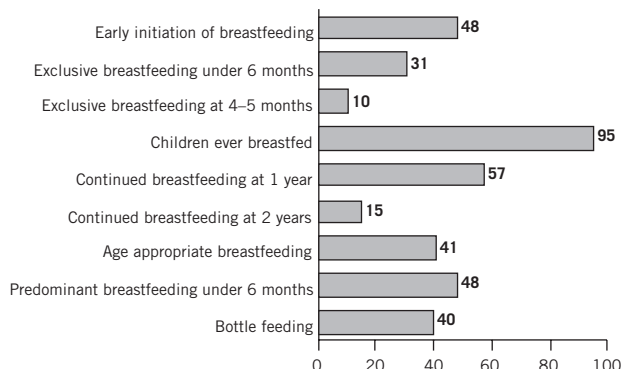 Early initiation of breastfeeding 48
Exclusive breastfeeding under 6 months 31
Exclusive breastfeeding at 4–5 months 10
Children ever breastfed 95
Continued breastfeeding at 1 year 57
Continued breastfeeding at 2 years 15
Age appropriate breastfeeding 41
Predominant breastfeeding under 6 months 48
Bottle feeding 40
0 20 40 60 80 100